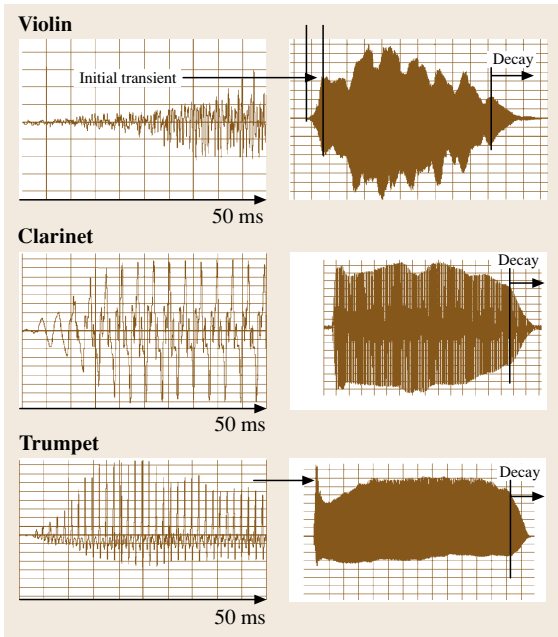 Violin
Initial transient
Decay
50 ms
Clarinet
Decay
50 ms
Trumpet
Decay
50 ms